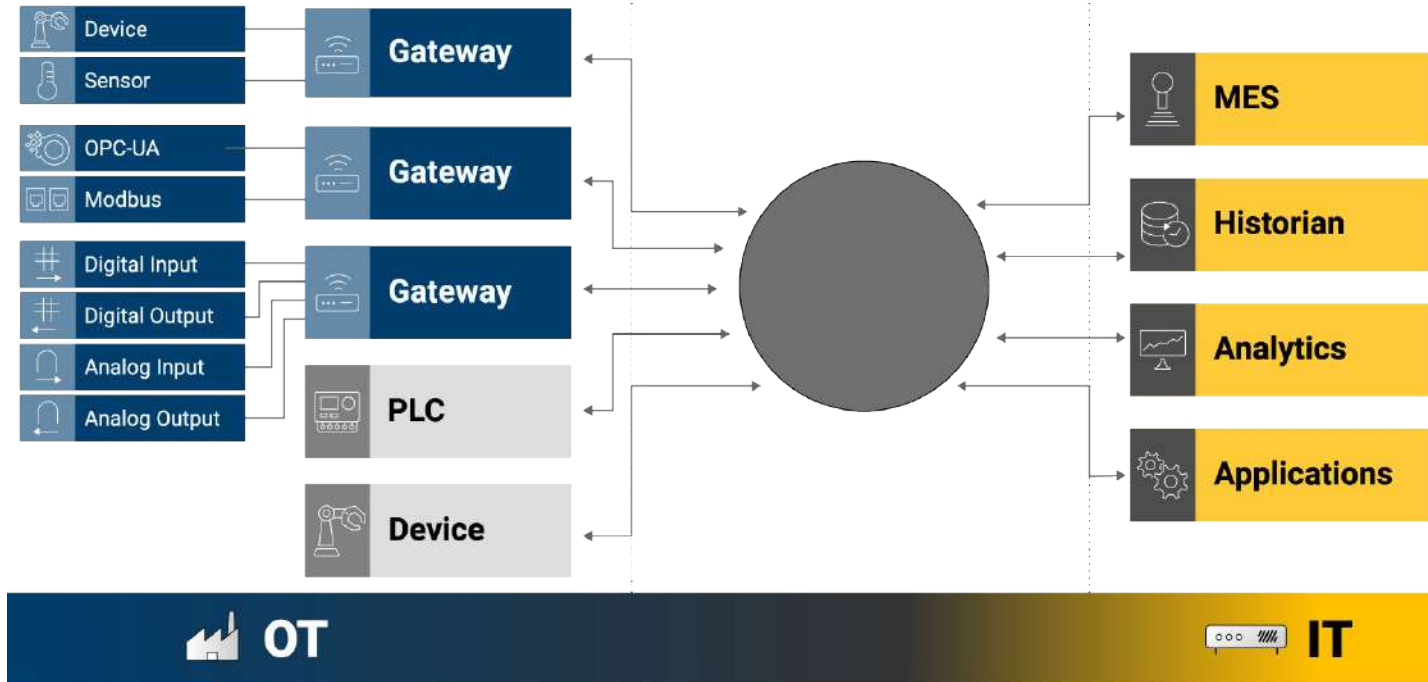 Device
Sensor
OPC-UA
Modbus
Digital Input
Digital Output
Analog Input
Analog Output
Gateway
Gateway
Gateway
PLC
Device
MES
Historian
Analytics
Applications
OT
IT